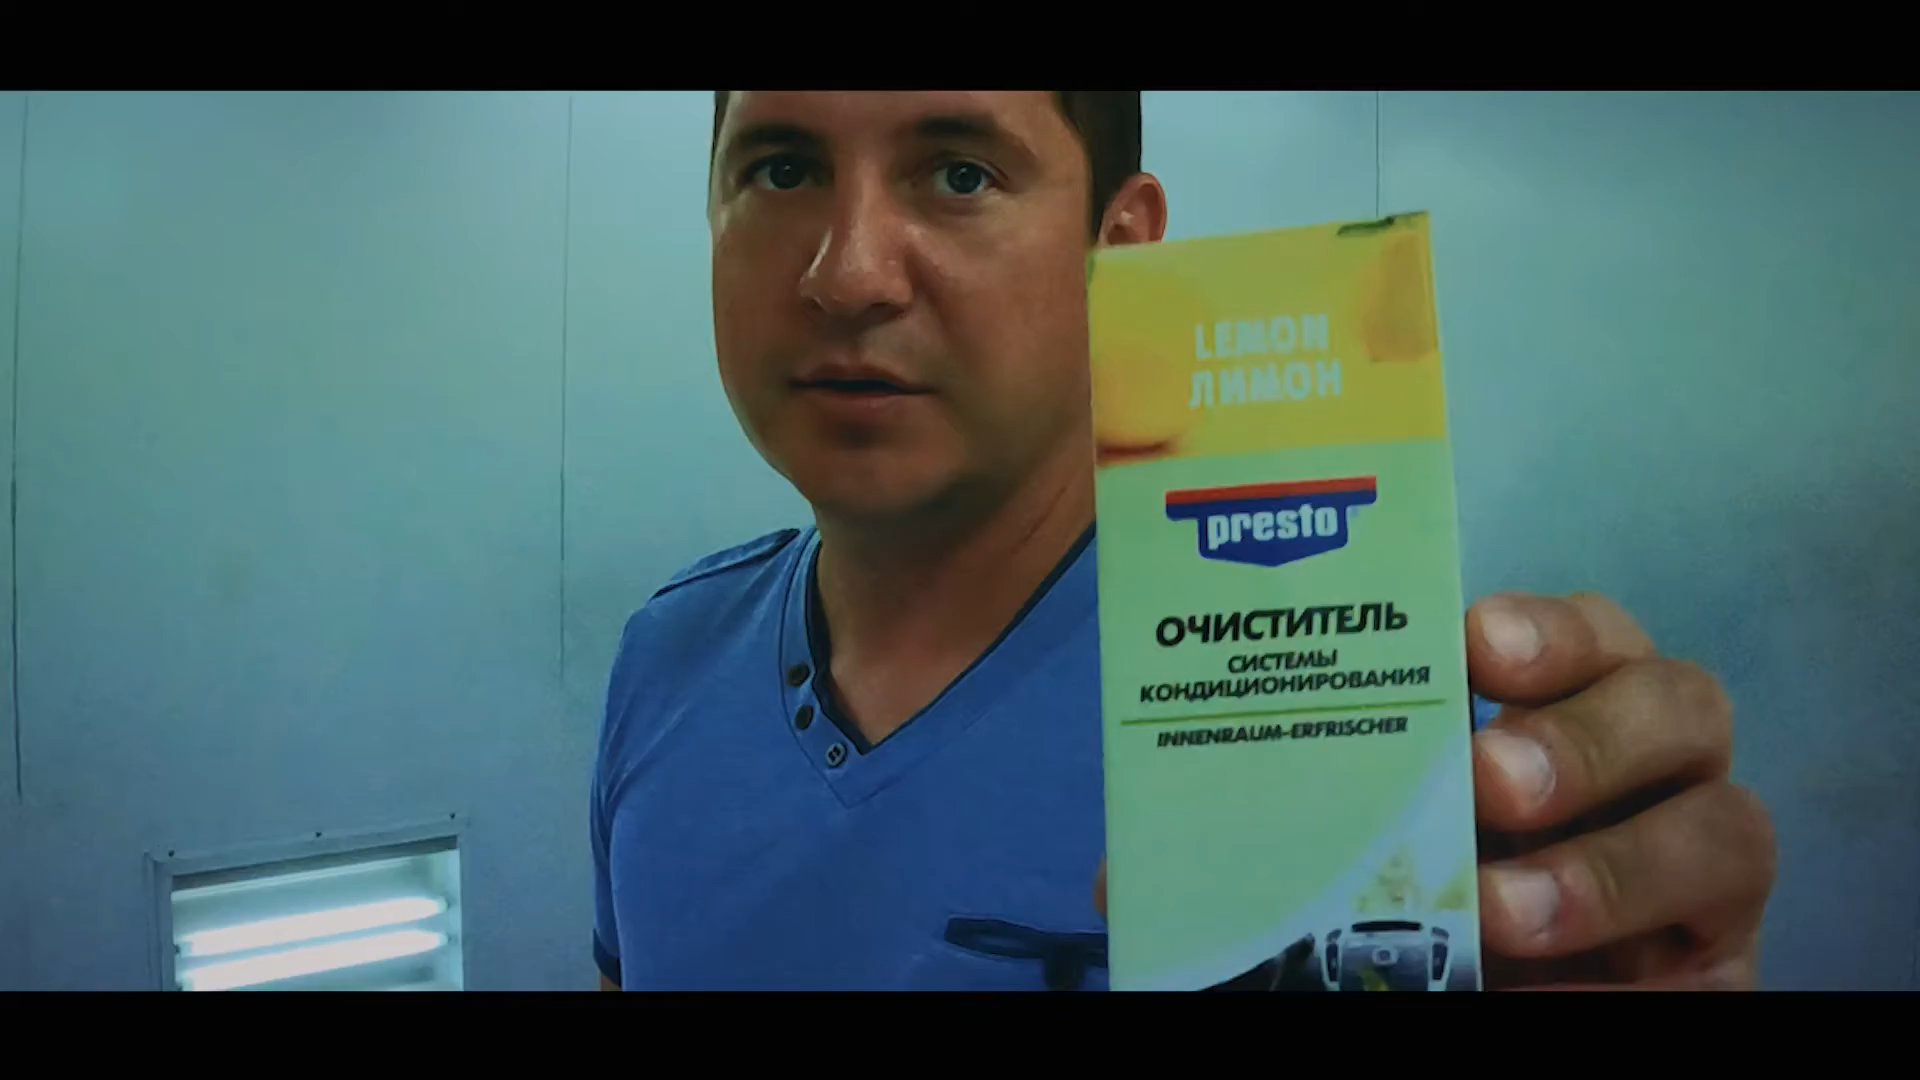 LEMON
ЛИМОН
presto
ОЧИСТИТЕЛЬ
СИСТЕМЫ
КОНДИЦИОНИРОВАНИЯ
INNENRAUM-ERFRISCHER